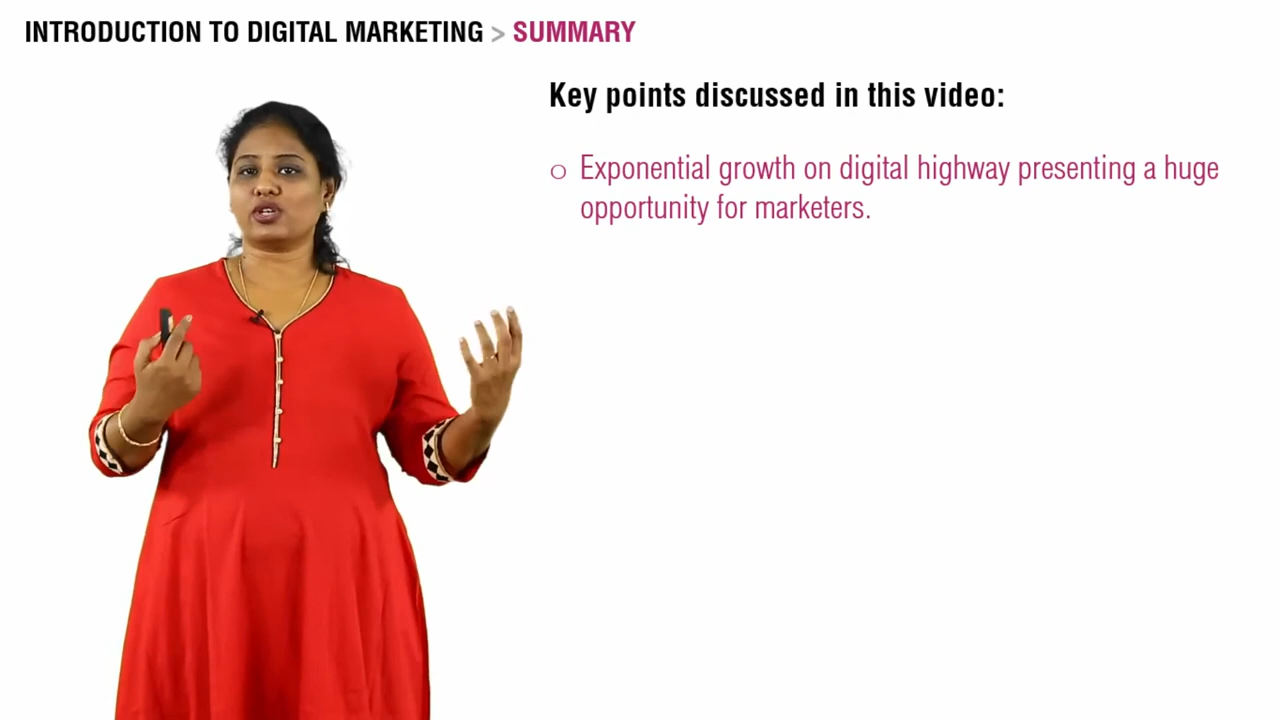 INTRODUCTION TO DIGITAL MARKETING > SUMMARY
Key points discussed in this video:
o Exponential growth on digital highway presenting a huge
opportunity for marketers.